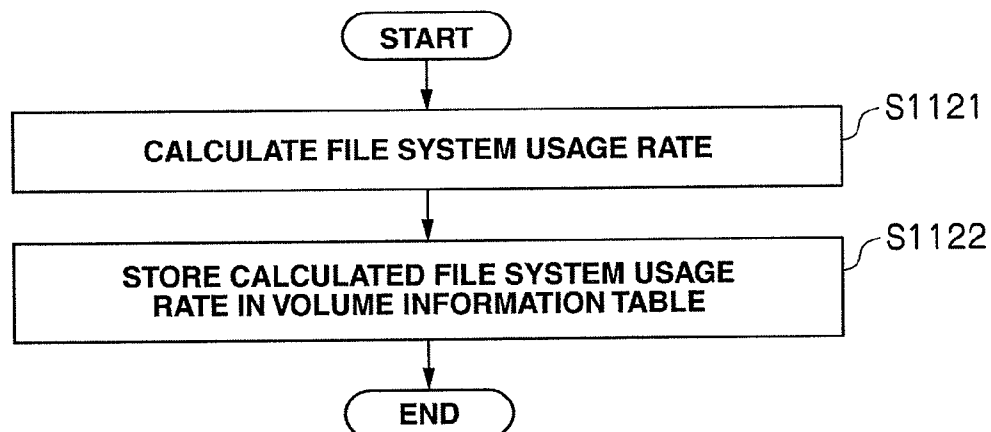 START
S1121
CALCULATE FILE SYSTEM USAGE RATE
S1122
STORE CALCULATED FILE SYSTEM USAGE
RATE IN VOLUME INFORMATION TABLE
END